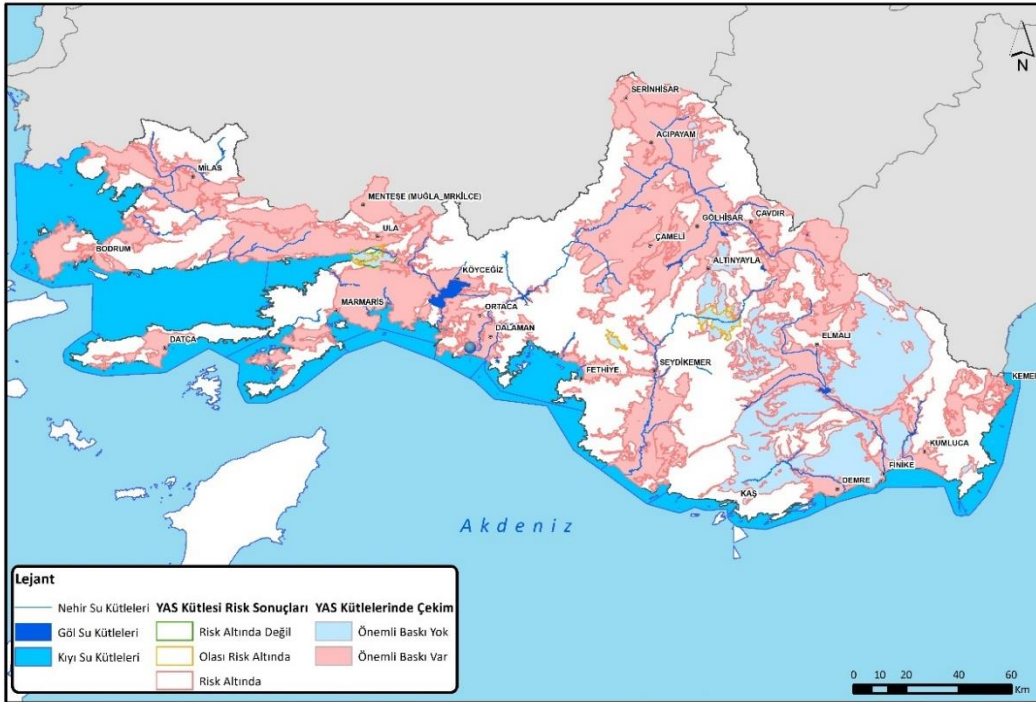 N
SERİNHİSAR
ACIPAYAM
MİLAS
MENTEŞE (MUĞLA_MRKİLCE)
ULA
GÖLHİSAR
ÇAVDIR
ÇAMELİ
BODRUM
KÖYCEĞİZ
ALTINYAYLA
MARMARİS
ORTACA
DALAMAN
DATÇA
ELMALI
FETHİYE
SEYDİKEMER
KEMER
KUMLUCA
FİNİKE
DEMRE
KAŞ
Akdeniz
Lejant
Nehir Su Kütleleri
Göl Su Kütleleri
Kıyı Su Kütleleri
YAS Kütlesi Risk Sonuçları
Risk Altında Değil
Olası Risk Altında
Risk Altında
YAS Kütlelerinde Çekim
Önemli Baskı Yok
Önemli Baskı Var
0 10 20 40 60
Km